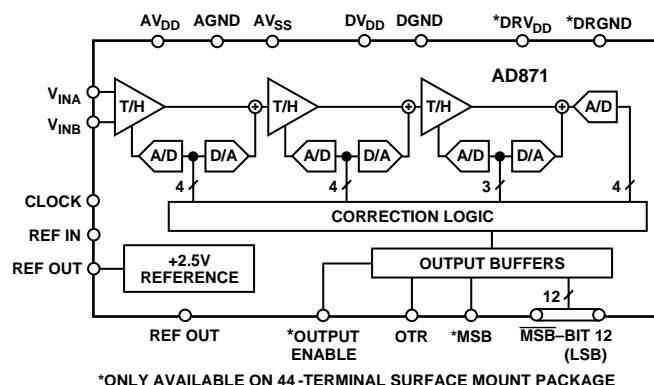 AVDD AGND AVSS DVDD DGND *DRVDD *DRGND
AD871
VINA
VINB
T/H T/H T/H A/D
A/D D/A A/D D/A A/D D/A
4 4 3 4
CLOCK
CORRECTION LOGIC
REF IN
REF OUT
+2.5V
REFERENCE
OUTPUT BUFFERS
12
REF OUT
*OUTPUT
ENABLE
OTR
*MSB
MSB–BIT 12
(LSB)
*ONLY AVAILABLE ON 44-TERMINAL SURFACE MOUNT PACKAGE